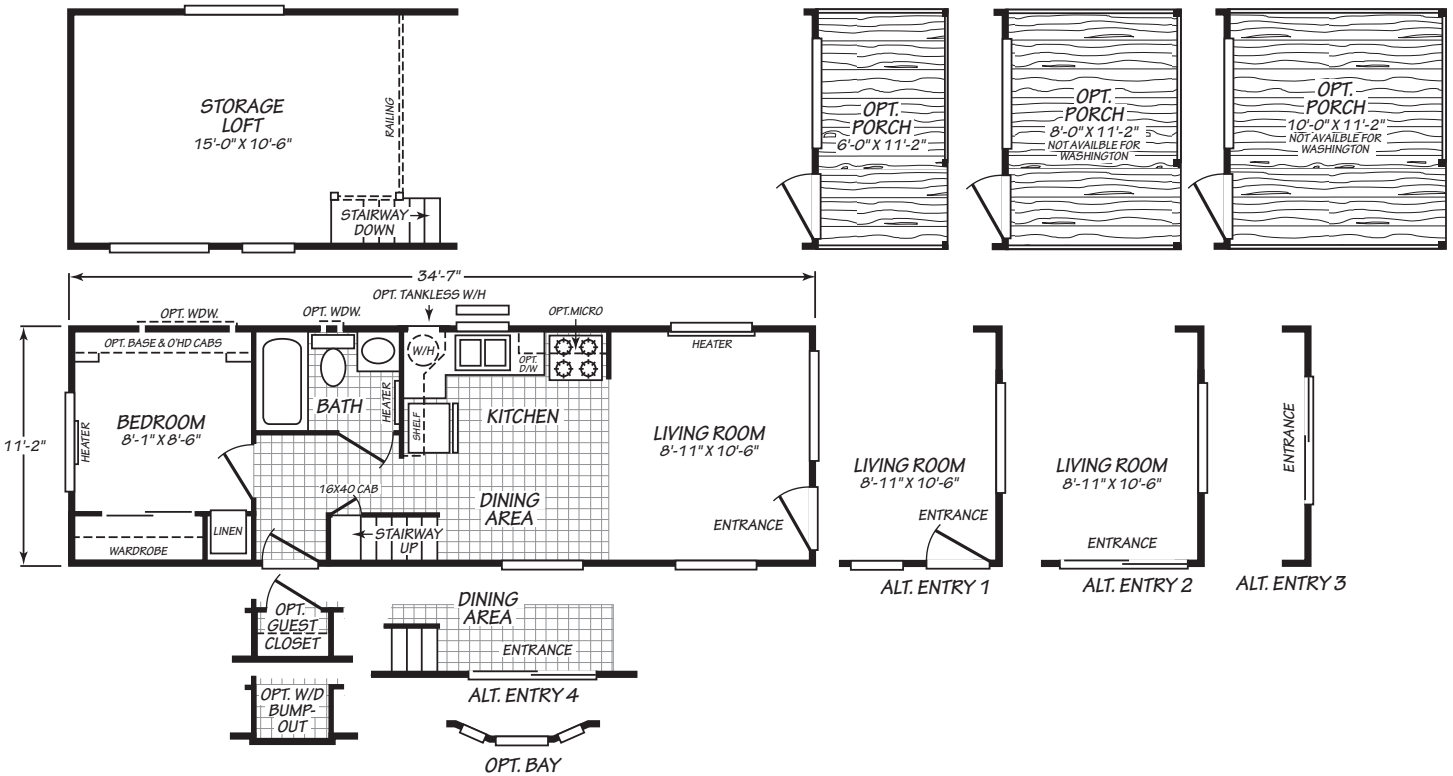 STORAGE
LOFT
15'-0" X 10'-6"
RAILING
STAIRWAY
DOWN
OPT.
PORCH
6'-0" X 11'-2"
OPT.
PORCH
8'-0" X 11'-2"
NOT AVAILBLE FOR
WASHINGTON
OPT.
PORCH
10'-0" X 11'-2"
NOT AVAILBLE FOR
WASHINGTON
34'-7"
OPT. TANKLESS W/H
OPT. WDW.
OPT. WDW.
OPT.MICRO
OPT. BASE & O'HD CABS
W/H
OPT.
D/W
HEATER
11'-2"
HEATER
BEDROOM
8'-1" X 8'-6"
BATH
HEATER
SHELF
KITCHEN
LIVING ROOM
8'-11" X 10'-6"
16X40 CAB
DINING
AREA
ENTRANCE
LINEN
WARDROBE
STAIRWAY
UP
LIVING ROOM
8'-11" X 10'-6"
ENTRANCE
ALT. ENTRY 1
LIVING ROOM
8'-11" X 10'-6"
ENTRANCE
ALT. ENTRY 2
ENTRANCE
ALT. ENTRY 3
OPT.
GUEST
CLOSET
DINING
AREA
ENTRANCE
ALT. ENTRY 4
OPT. W/D
BUMP-
OUT
OPT. BAY